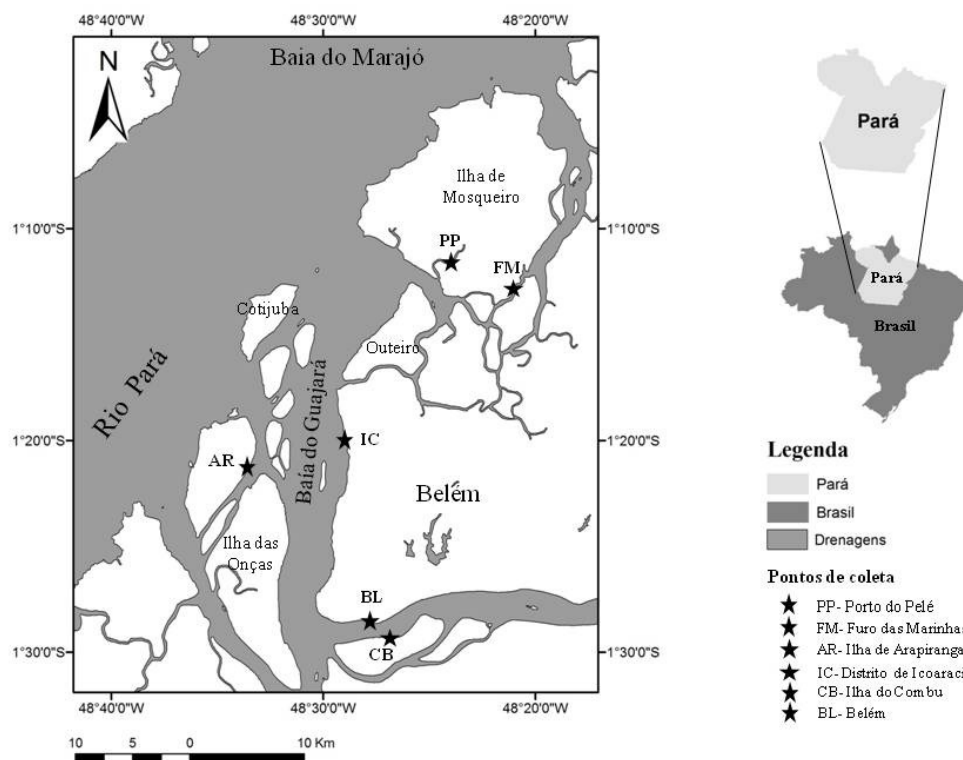 48°40'0"W 48°30'0"W 48°20'0"W
Baia do Marajó
N
Ilha de
Mosqueiro
1°10'0"S 1°10'0"S
PP
FM
Cotijuba
Outeiro
Rio Pará
Baía do Guajará
1°20'0"S 1°20'0"S
IC
AR
Belém
Ilha das
Onças
BL
CB
1°30'0"S 1°30'0"S
48°40'0"W 48°30'0"W 48°20'0"W
10 5 0 10 Km
Pará
Pará
Brasil
Legenda
Pará
Brasil
Drenagens
Pontos de coleta
PP- Porto do Pelé
FM- Furo das Marinhas
AR- Ilha de Arapiranga
IC- Distrito de Icoaraci
CB- Ilha do Combu
BL- Belém